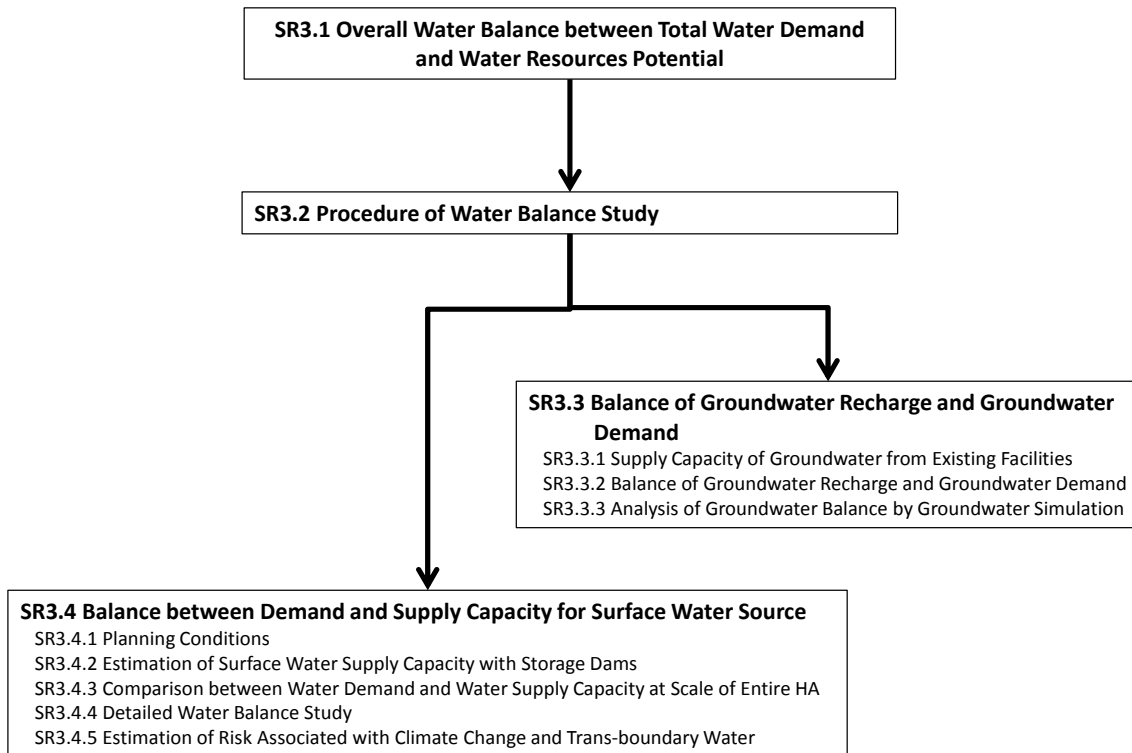 SR3.1 Overall Water Balance between Total Water Demand
and Water Resources Potential
SR3.2 Procedure of Water Balance Study
SR3.3 Balance of Groundwater Recharge and Groundwater
Demand
SR3.3.1 Supply Capacity of Groundwater from Existing Facilities
SR3.3.2 Balance of Groundwater Recharge and Groundwater Demand
SR3.3.3 Analysis of Groundwater Balance by Groundwater Simulation
SR3.4 Balance between Demand and Supply Capacity for Surface Water Source
SR3.4.1 Planning Conditions
SR3.4.2 Estimation of Surface Water Supply Capacity with Storage Dams
SR3.4.3 Comparison between Water Demand and Water Supply Capacity at Scale of Entire HA
SR3.4.4 Detailed Water Balance Study
SR3.4.5 Estimation of Risk Associated with Climate Change and Trans-boundary Water